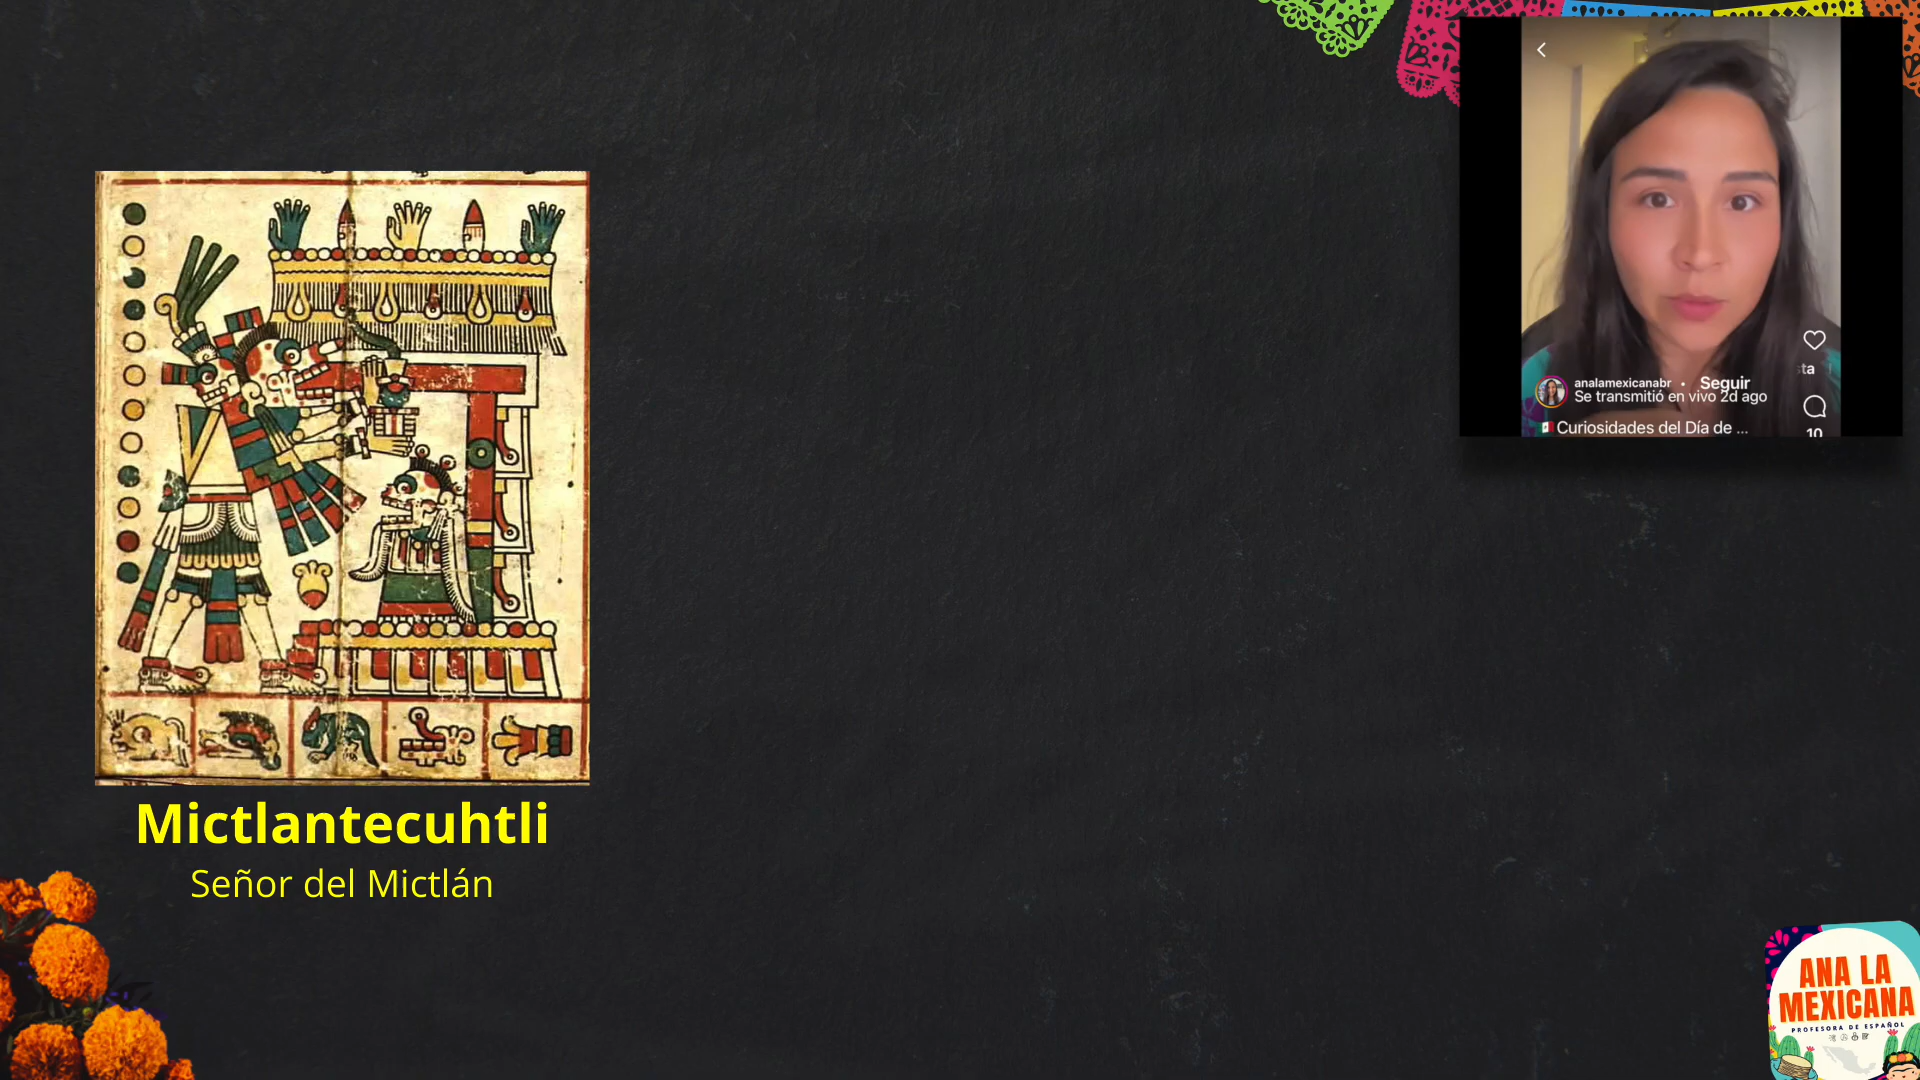 analamexicanabr • Seguir
Se transmitió en vivo 2d ago
Curiosidades del Día de ...
ta
10
Mictlantecuhtli
Señor del Mictlán
ANA LA
MEXICANA
PROFESORA DE ESPAÑOL